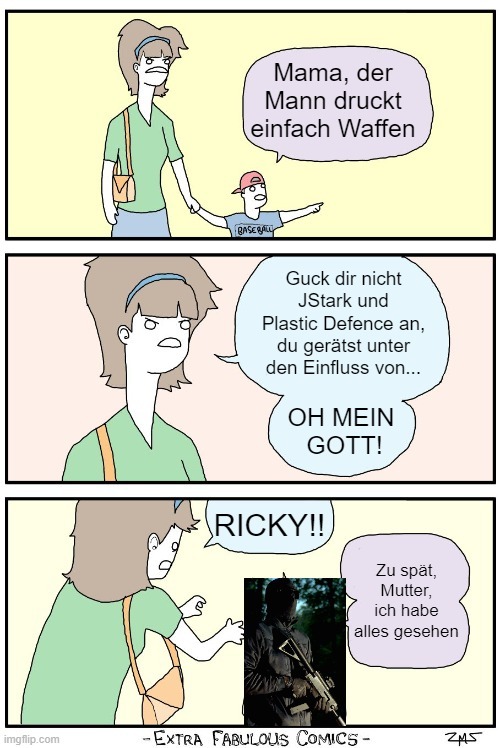 Mama, der
Mann druckt
einfach Waffen
BASEBALL
Guck dir nicht
JStark und
Plastic Defence an,
du gerätst unter
den Einfluss von...
OH MEIN
GOTT!
RICKY!!
Zu spät,
Mutter,
ich habe
alles gesehen
imgflip.com
-EXTRA FABULOUS COMICS-
ZMS